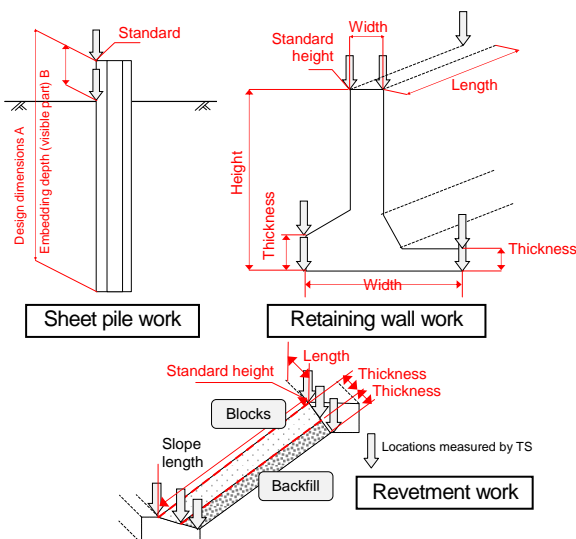 Standard
Design dimensions A
Embedding depth (visible part) B
Sheet pile work
Width
Standard
height
Length
Height
Thickness
Thickness
Width
Retaining wall work
Length
Standard height
Thickness
Thickness
Blocks
Slope
length
Backfill
Locations measured by TS
Revetment work